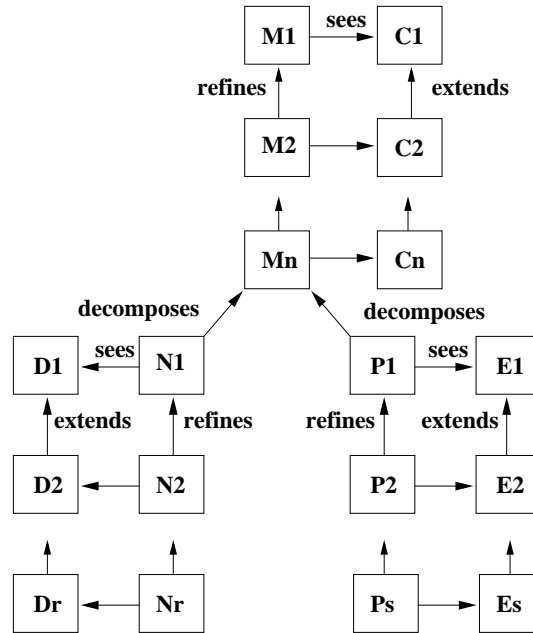 M1 sees C1
refines extends
M2 C2
Mn Cn
decomposes decomposes
D1 sees N1 P1 sees E1
extends refines refines extends
D2 N2 P2 E2
Dr Nr Ps Es